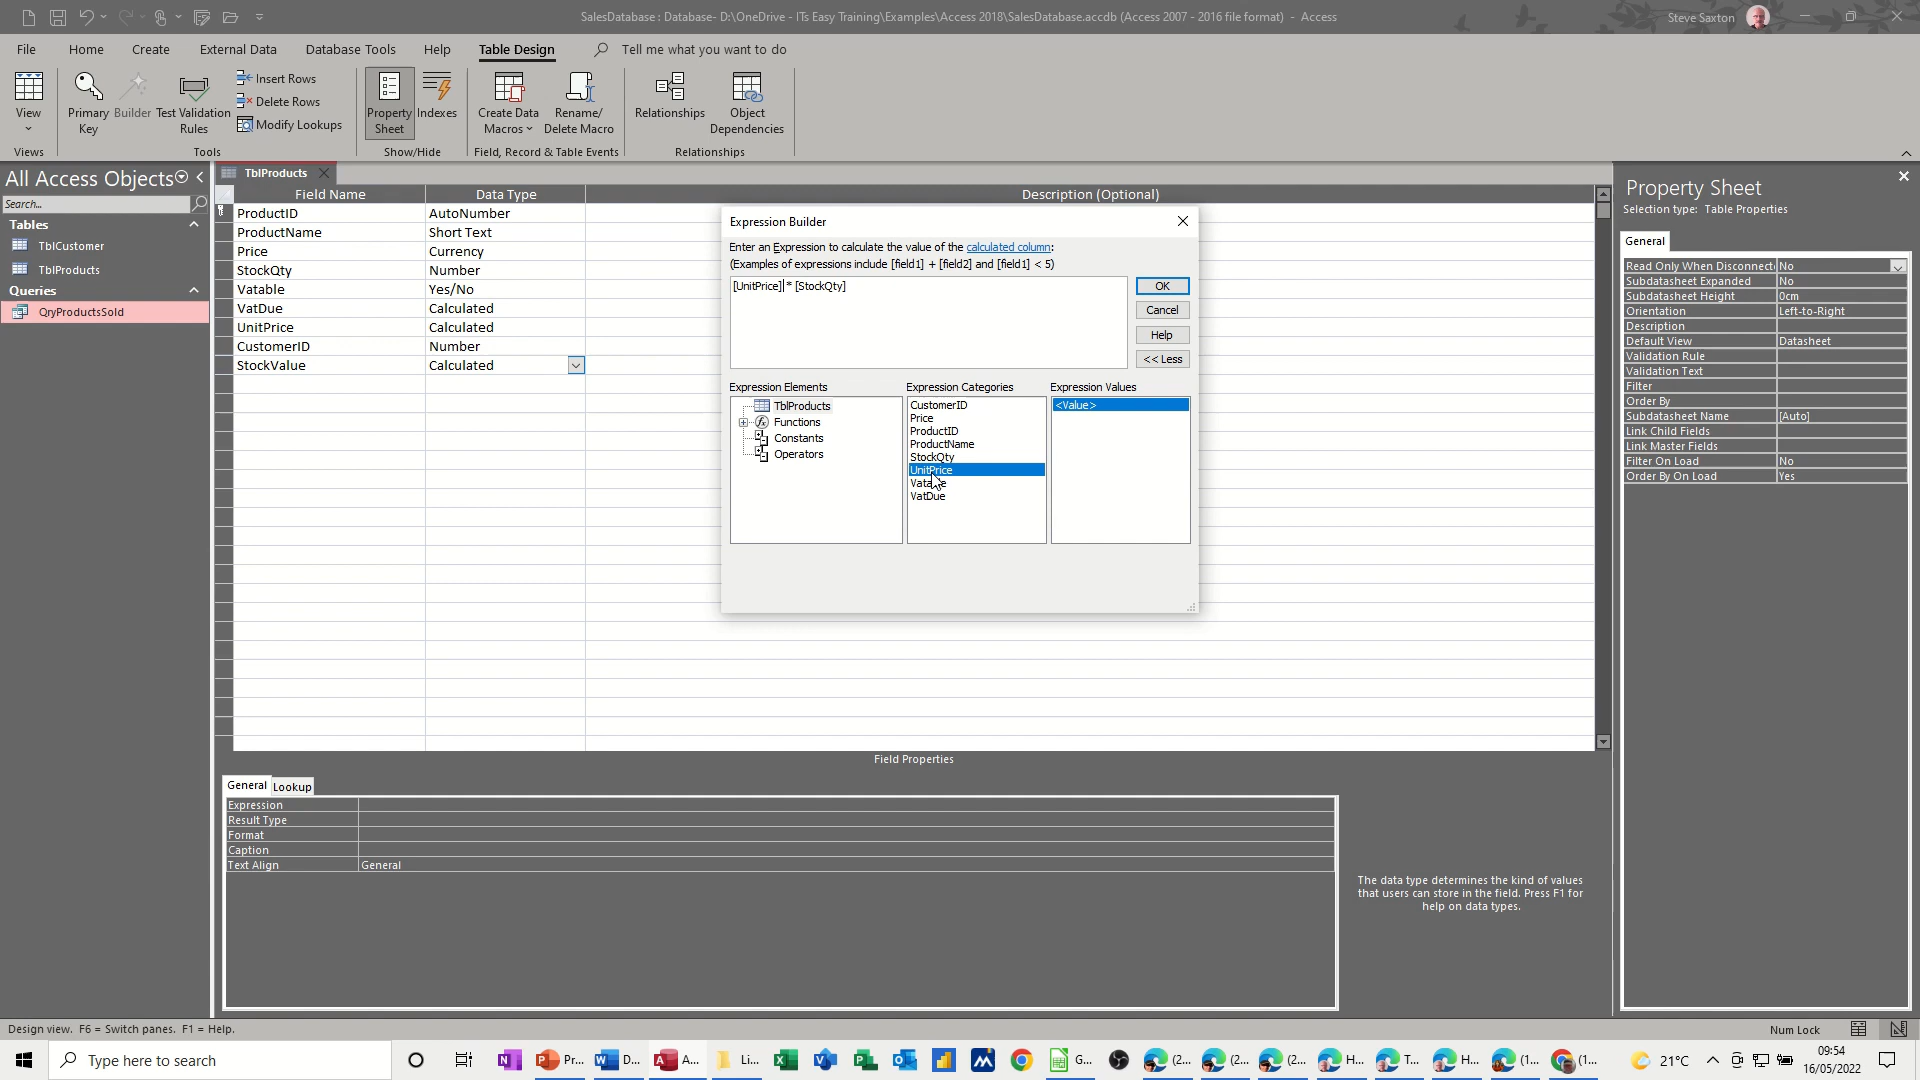 SalesDatabase : Database- D:\OneDrive - ITs Easy Training\Examples\Access 2018\SalesDatabase.accdb (Access 2007 - 2016 file format) - Access
Steve Saxton
File Home Create External Data Database Tools Help Table Design Tell me what you want to do
View
Views
Primary Key
Builder
Test Validation Rules
Insert Rows
Delete Rows
Modify Lookups
Tools
Property Sheet
Indexes
Show/Hide
Create Data Macros
Rename/ Delete Macro
Field, Record & Table Events
Relationships
Object Dependencies
Relationships
All Access Objects
Search...
Tables
TblCustomer
TblProducts
Queries
QryProductsSold
TblProducts
Field Name Data Type Description (Optional)
ProductID AutoNumber
ProductName Short Text
Price Currency
StockQty Number
Vatable Yes/No
VatDue Calculated
UnitPrice Calculated
CustomerID Number
StockValue Calculated
Expression Builder
Enter an Expression to calculate the value of the calculated column:
(Examples of expressions include [field1] + [field2] and [field1] < 5)
[UnitPrice] * [StockQty]
OK
Cancel
Help
<< Less
Expression Elements
TblProducts
Functions
Constants
Operators
Expression Categories
CustomerID
Price
ProductID
ProductName
StockQty
UnitPrice
VatDue
Expression Values
<Value>
Field Properties
General Lookup
Expression
Result Type
Format
Caption
Text Align General
The data type determines the kind of values
that users can store in the field. Press F1 for
help on data types.
Property Sheet
Selection type: Table Properties
General
Read Only When Disconnect No
Subdatasheet Expanded No
Subdatasheet Height 0cm
Orientation Left-to-Right
Description
Default View Datasheet
Validation Rule
Validation Text
Filter
Order By
Subdatasheet Name [Auto]
Link Child Fields
Link Master Fields
Filter On Load No
Order By On Load Yes
Design view. F6 = Switch panes. F1 = Help.
Num Lock
Type here to search
Pr... D... A... Li... G... (2... (2... (2... H... T... H... (1... (1...
21°C
09:54
16/05/2022